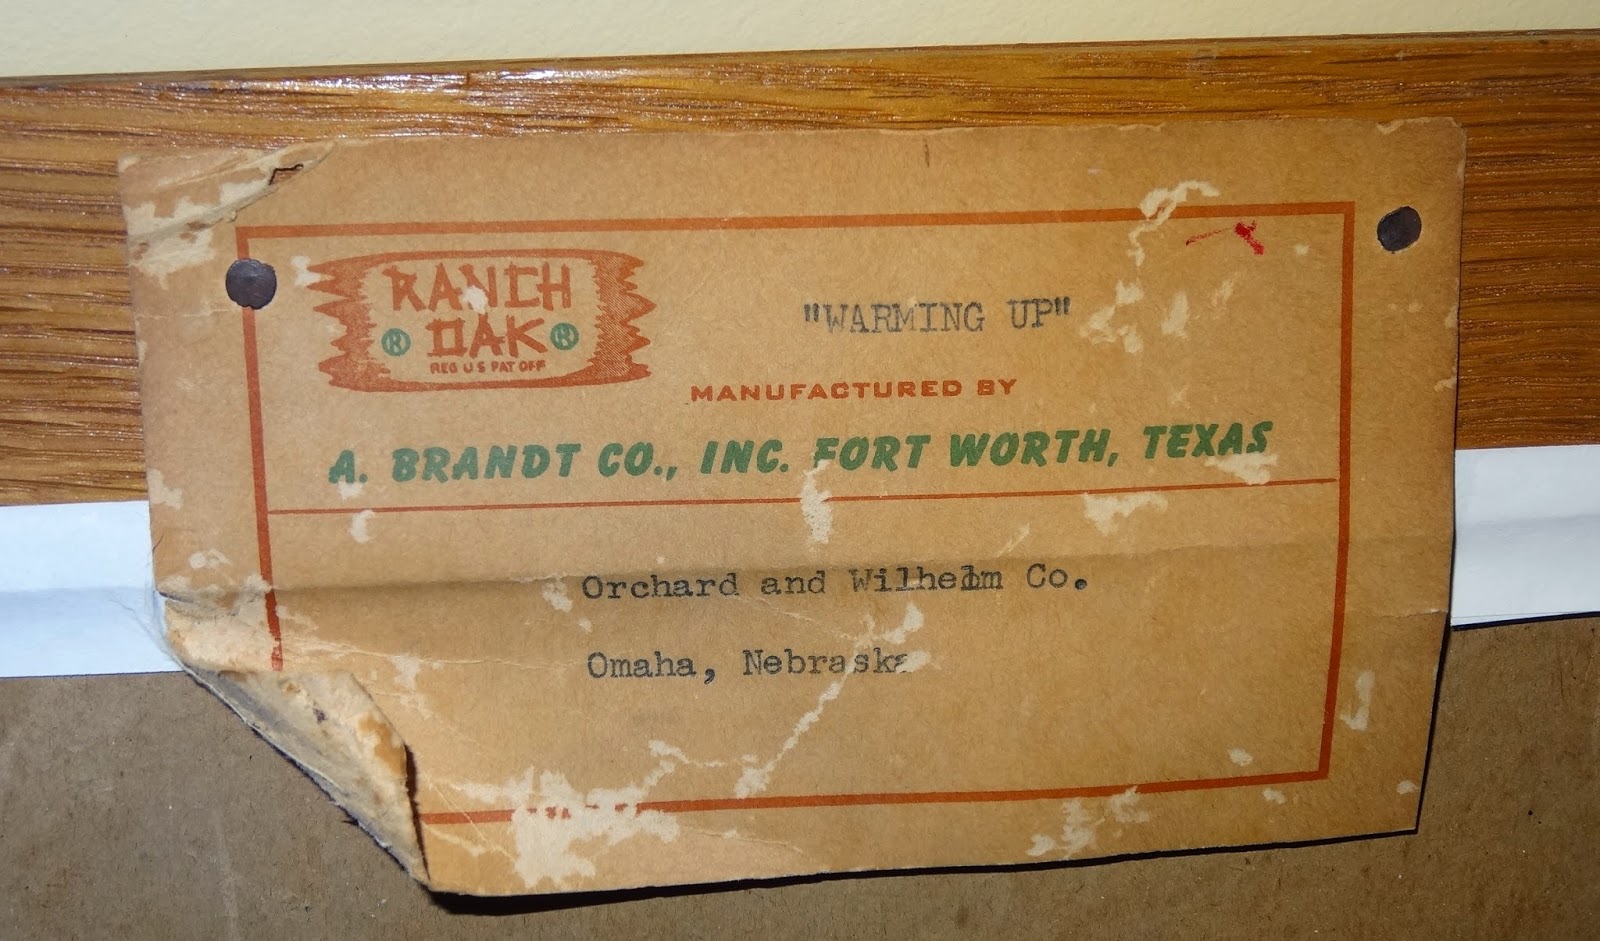 RANCH
® OAK ®
REG U S PAT OFF
"WARMING UP"
MANUFACTURED BY
A. BRANDT CO., INC. FORT WORTH, TEXAS
Orchard and Wilhelm Co.
Omaha, Nebraska